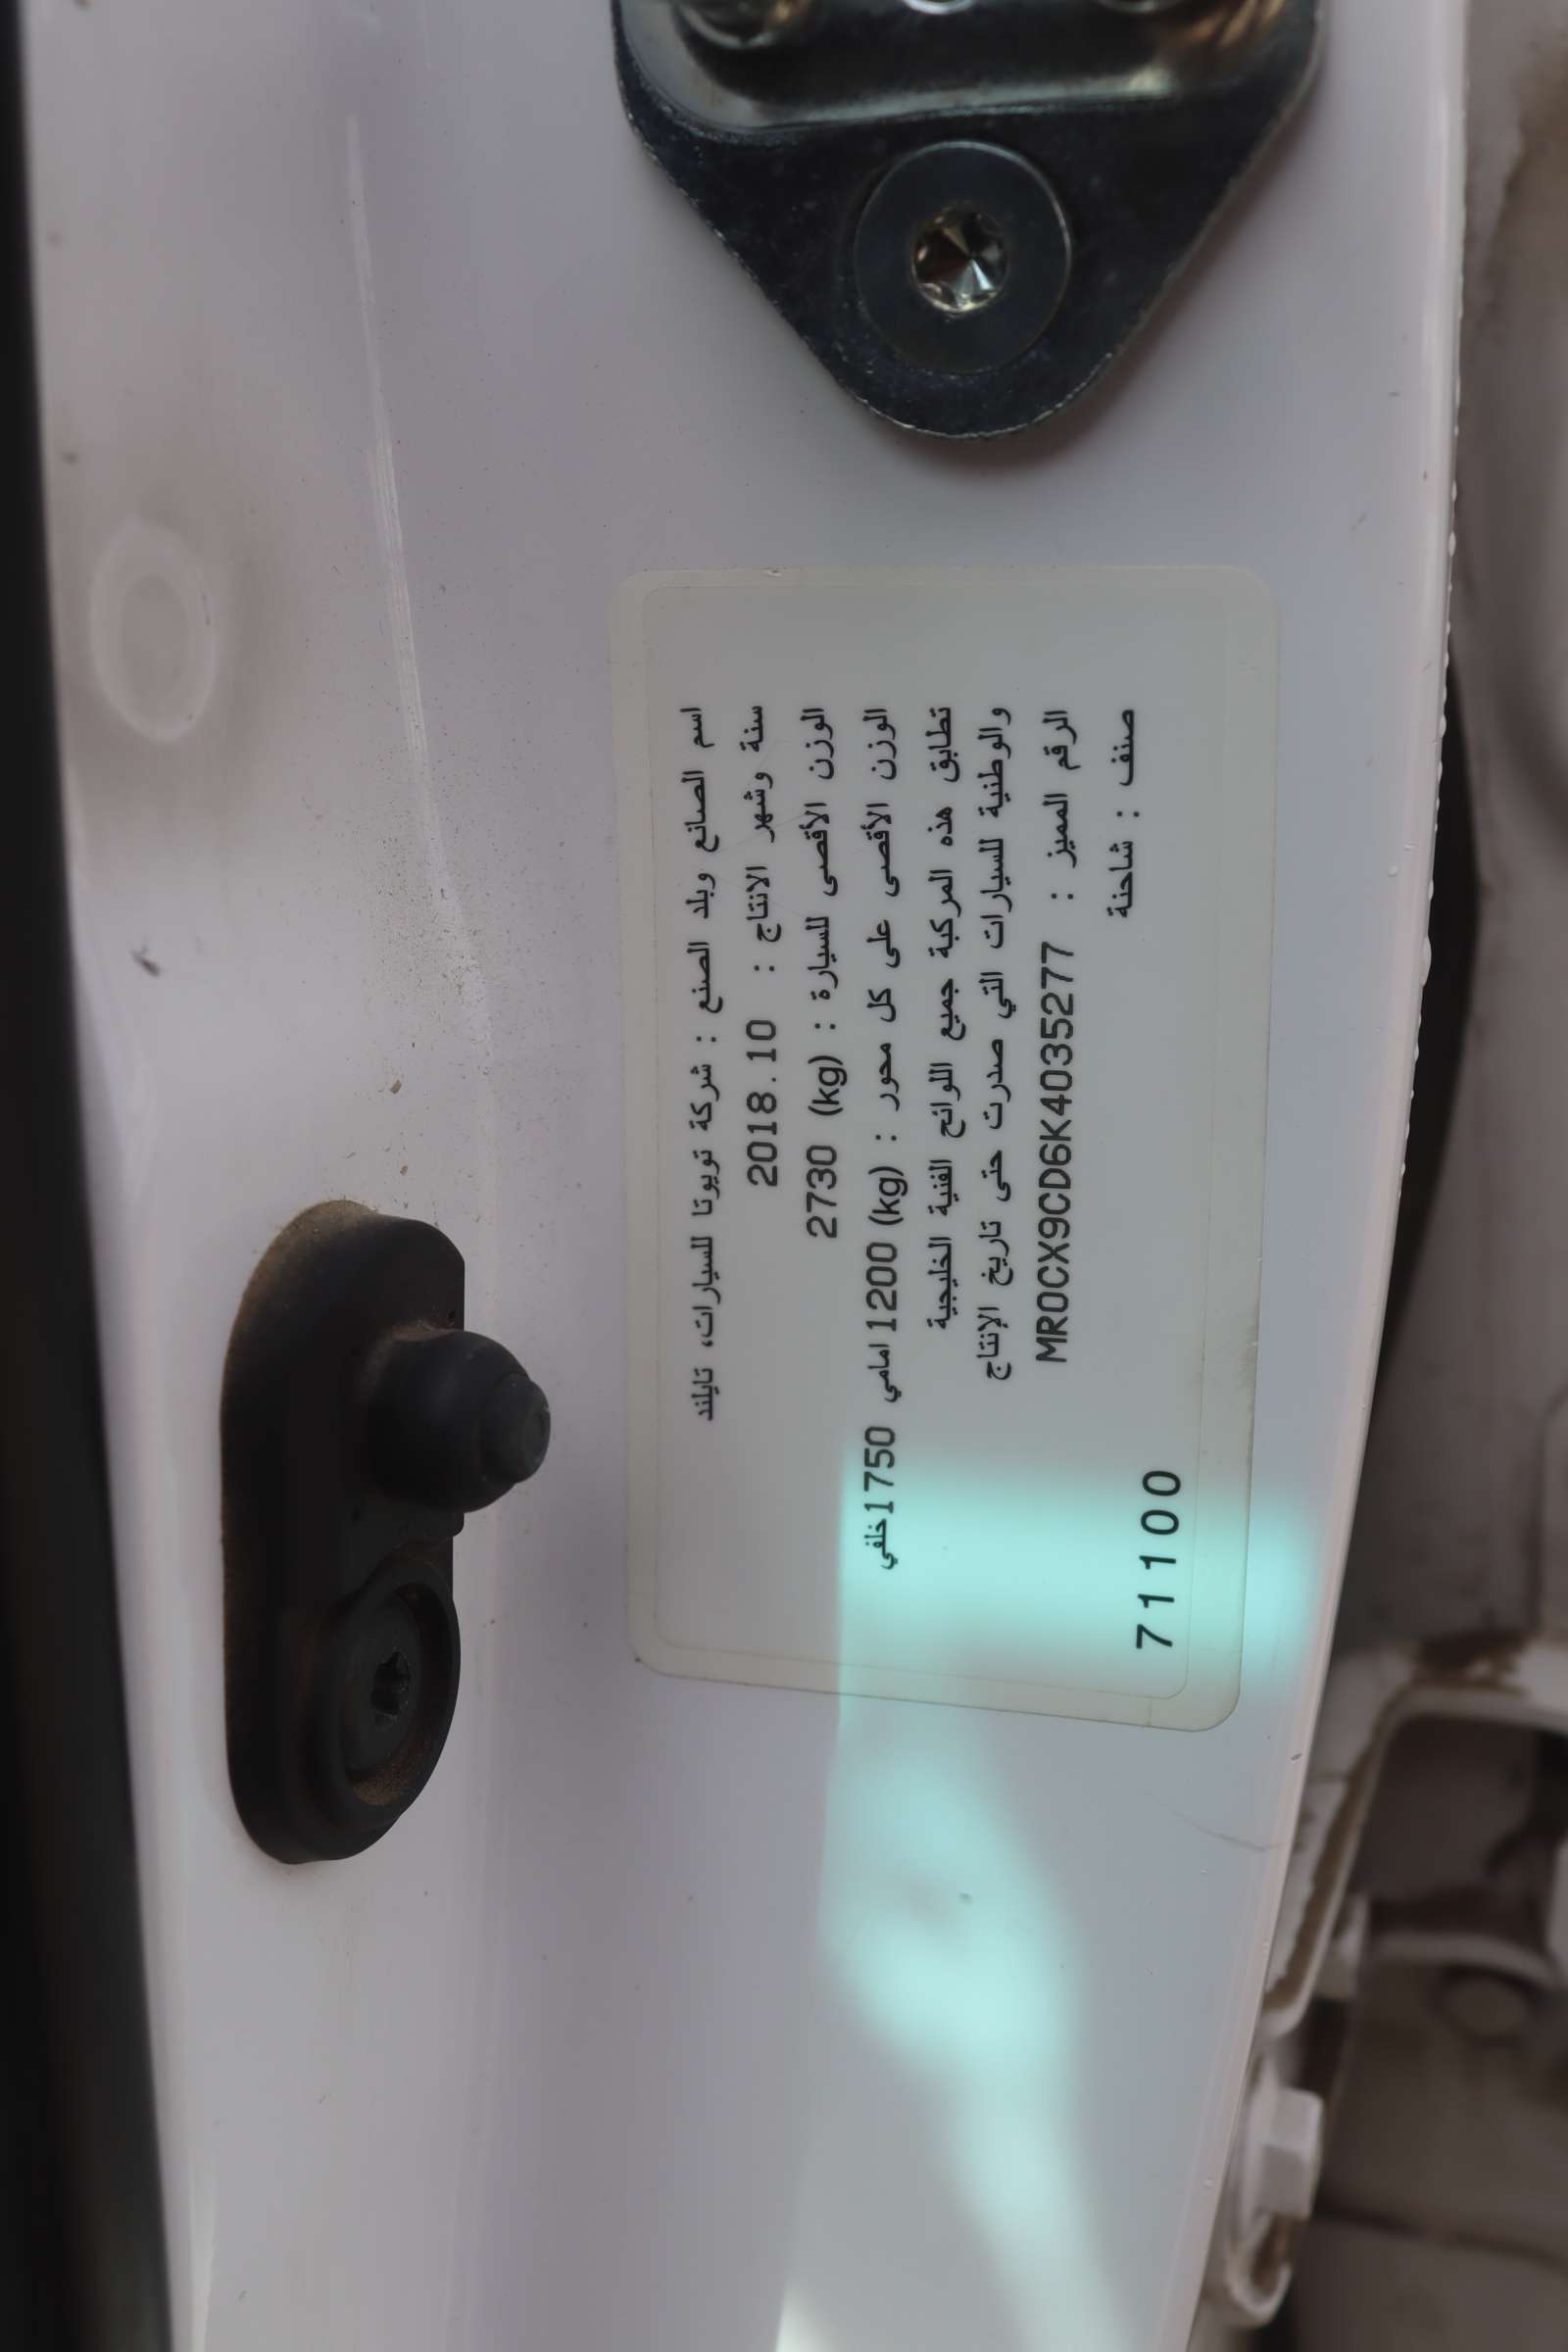 اسم الصانع وبلد الصنع : شركة تويوتا للسيارات، تايلند
سنة وشهر الانتاج : 2018.10
الوزن الأقصى للسيارة : (kg) 2730
الوزن الأقصى على كل محور : (kg) 1200 امامي 1750 خلفي
تطابق هذه المركبة جميع اللوائح الفنية الخليجية
والوطنية للسيارات التي صدرت حتى تاريخ الإنتاج
الرقم المميز : MR0CX9CD6K4035277
صنف : شاحنة
71100